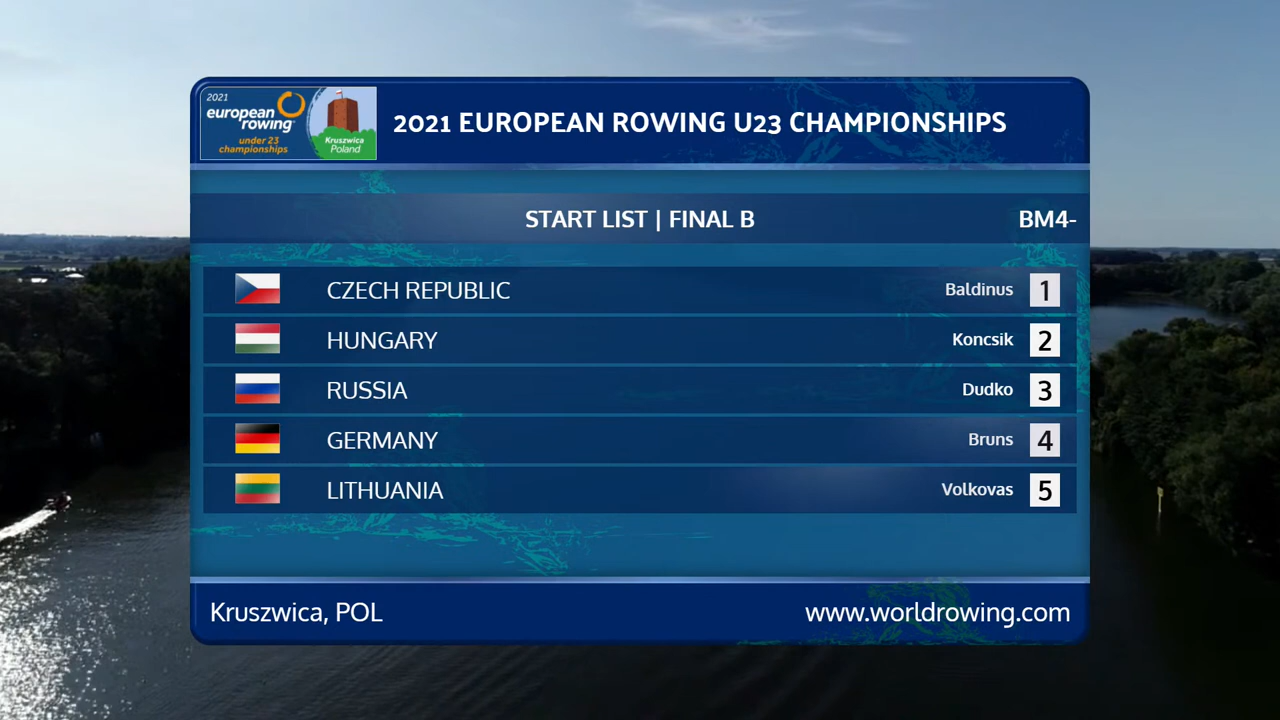 2021
european
rowing
under 23
championships
Kruszwica
Poland
2021 EUROPEAN ROWING U23 CHAMPIONSHIPS
START LIST | FINAL B BM4-
CZECH REPUBLIC Baldinus 1
HUNGARY Koncsik 2
RUSSIA Dudko 3
GERMANY Bruns 4
LITHUANIA Volkovas 5
Kruszwica, POL www.worldrowing.com